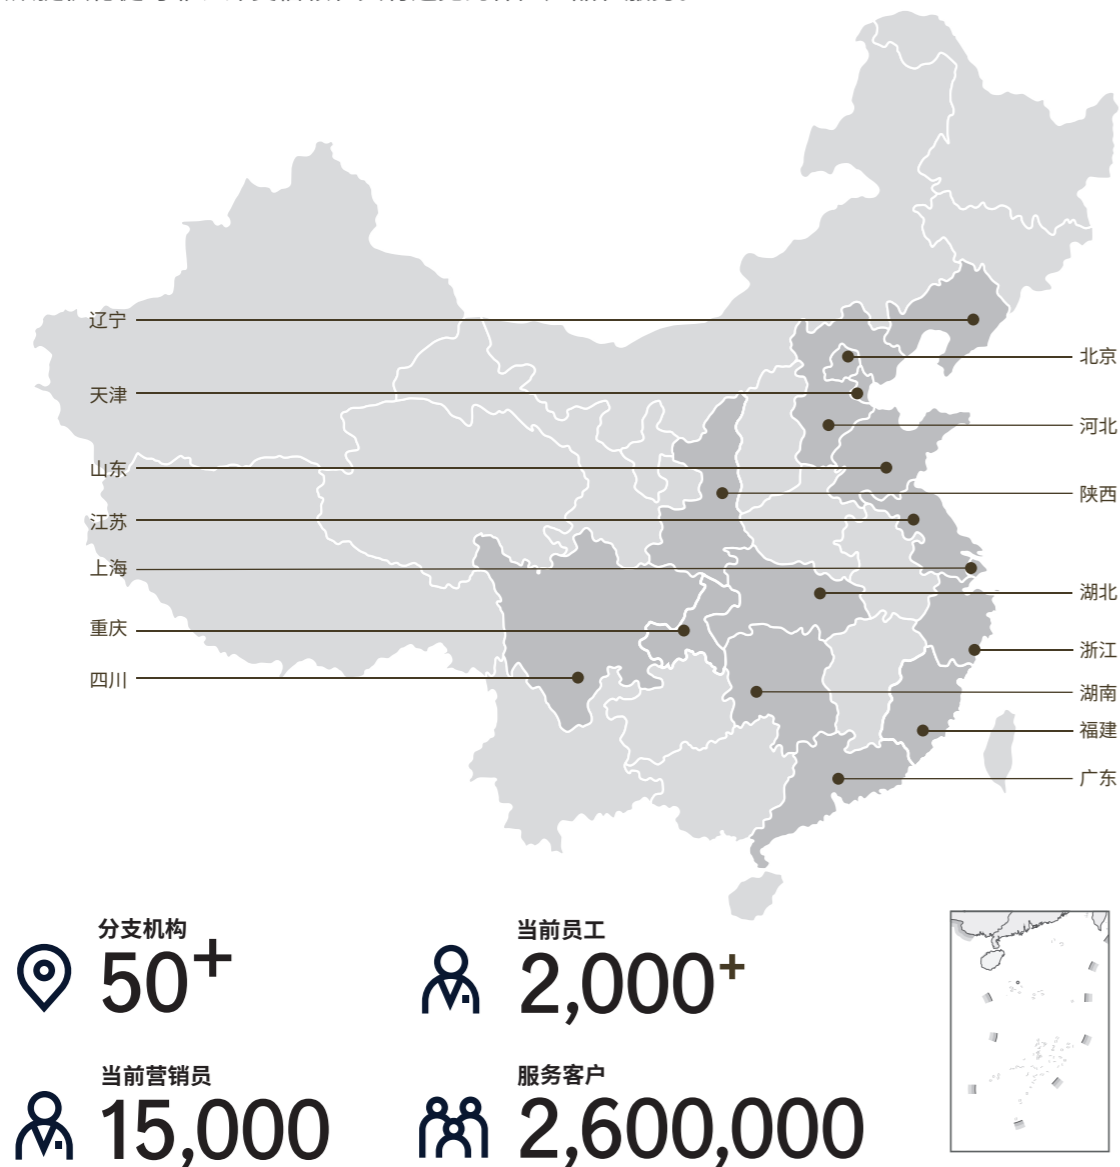 辽宁
北京
天津
河北
山东
陕西
江苏
上海
湖北
重庆
浙江
四川
湖南
福建
广东
分支机构
50+
当前员工
2,000+
当前营销员
15,000
服务客户
2,600,000